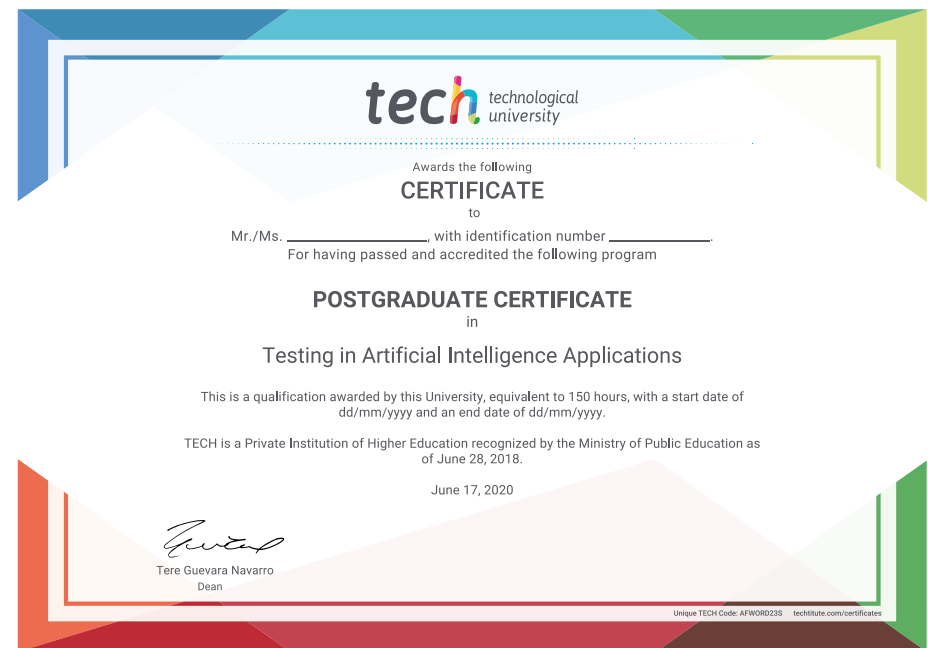 tech technological
university
Awards the following
CERTIFICATE
to
Mr./Ms. ____________________, with identification number ______________.
For having passed and accredited the following program
POSTGRADUATE CERTIFICATE
in
Testing in Artificial Intelligence Applications
This is a qualification awarded by this University, equivalent to 150 hours, with a start date of
dd/mm/yyyy and an end date of dd/mm/yyyy.
TECH is a Private Institution of Higher Education recognized by the Ministry of Public Education as
of June 28, 2018.
June 17, 2020
Tere Guevara Navarro
Dean
Unique TECH Code: AFWORD23S techtitute.com/certificates